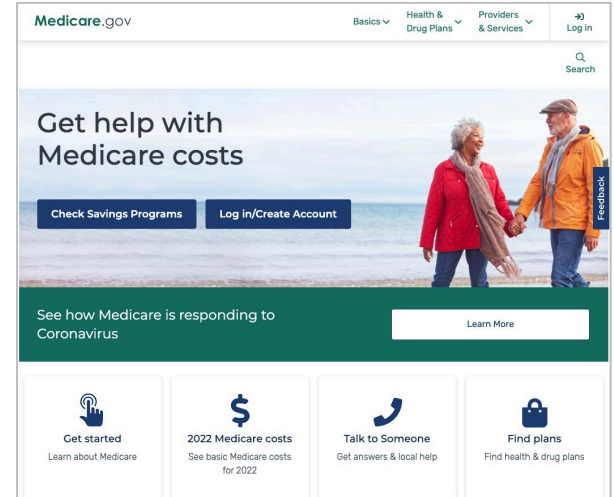 Medicare.gov
Basics
Health &
Drug Plans
Providers
& Services
Log in
Search
Get help with
Medicare costs
Check Savings Programs
Log in/Create Account
Feedback
See how Medicare is responding to
Coronavirus
Learn More
Get started
Learn about Medicare
$
2022 Medicare costs
See basic Medicare costs
for 2022
Talk to Someone
Get answers & local help
Find plans
Find health & drug plans